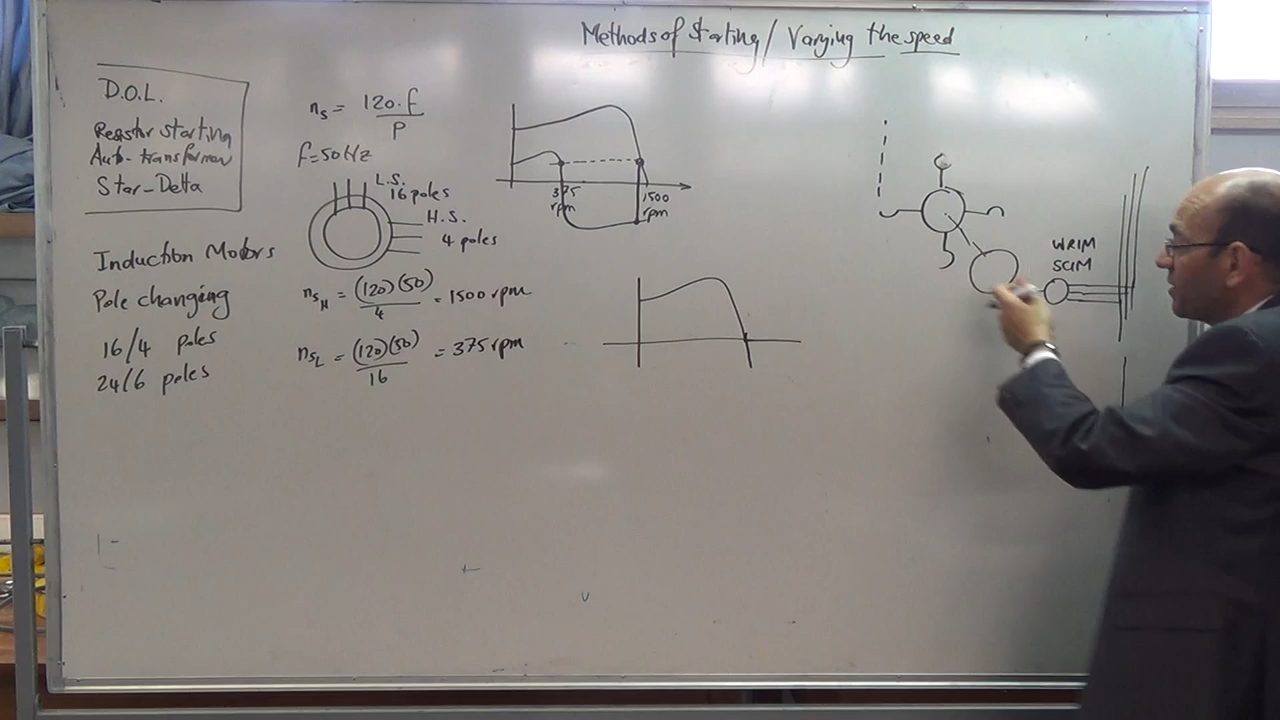 Methods of Starting / Varying the speed
D.O.L.
Resistor starting
Auto-transformer
Star-Delta
Induction Motors
Pole changing
16/4 poles
24/6 poles
ns = 120.f / P
f=50Hz
L.S.
16 poles
H.S.
4 poles
nsH = (120)(50) / 4 = 1500 rpm
nsL = (120)(50) / 16 = 375 rpm
375 rpm
1500 rpm
WRIM
SCIM